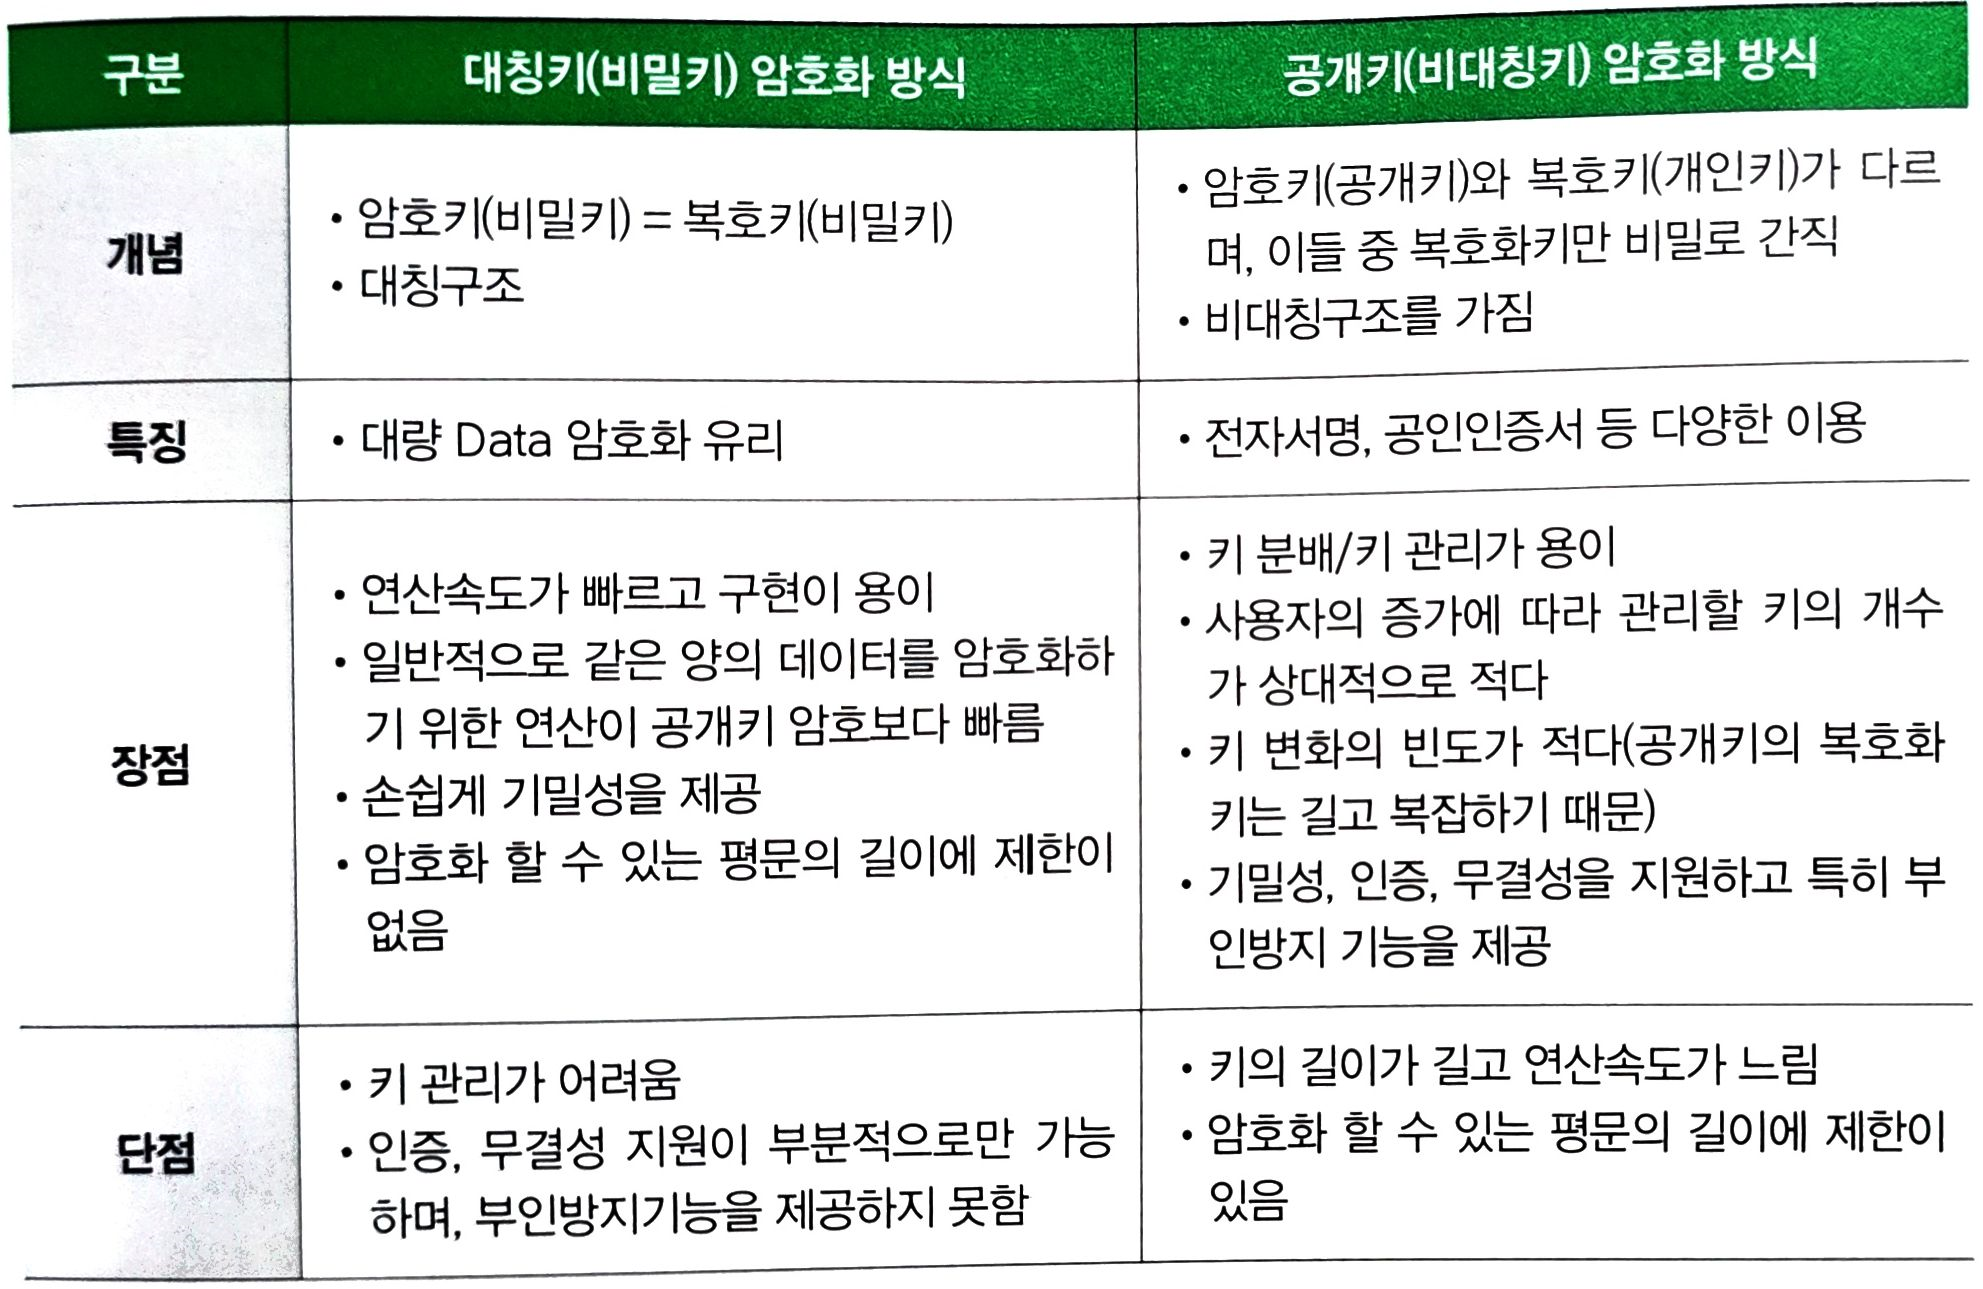 구분
대칭키(비밀키) 암호화 방식
공개키(비대칭키) 암호화 방식
개념
• 암호키(비밀키) = 복호키(비밀키)
• 대칭구조
• 암호키(공개키)와 복호키(개인키)가 다르
며, 이들 중 복호화키만 비밀로 간직
• 비대칭구조를 가짐
특징
• 대량 Data 암호화 유리
• 전자서명, 공인인증서 등 다양한 이용
장점
• 연산속도가 빠르고 구현이 용이
• 일반적으로 같은 양의 데이터를 암호화하
기 위한 연산이 공개키 암호보다 빠름
• 손쉽게 기밀성을 제공
• 암호화 할 수 있는 평문의 길이에 제한이
없음
• 키 분배/키 관리가 용이
• 사용자의 증가에 따라 관리할 키의 개수
가 상대적으로 적다
• 키 변화의 빈도가 적다(공개키의 복호화
키는 길고 복잡하기 때문)
• 기밀성, 인증, 무결성을 지원하고 특히 부
인방지 기능을 제공
단점
• 키 관리가 어려움
• 인증, 무결성 지원이 부분적으로만 가능
하며, 부인방지기능을 제공하지 못함
• 키의 길이가 길고 연산속도가 느림
• 암호화 할 수 있는 평문의 길이에 제한이
있음